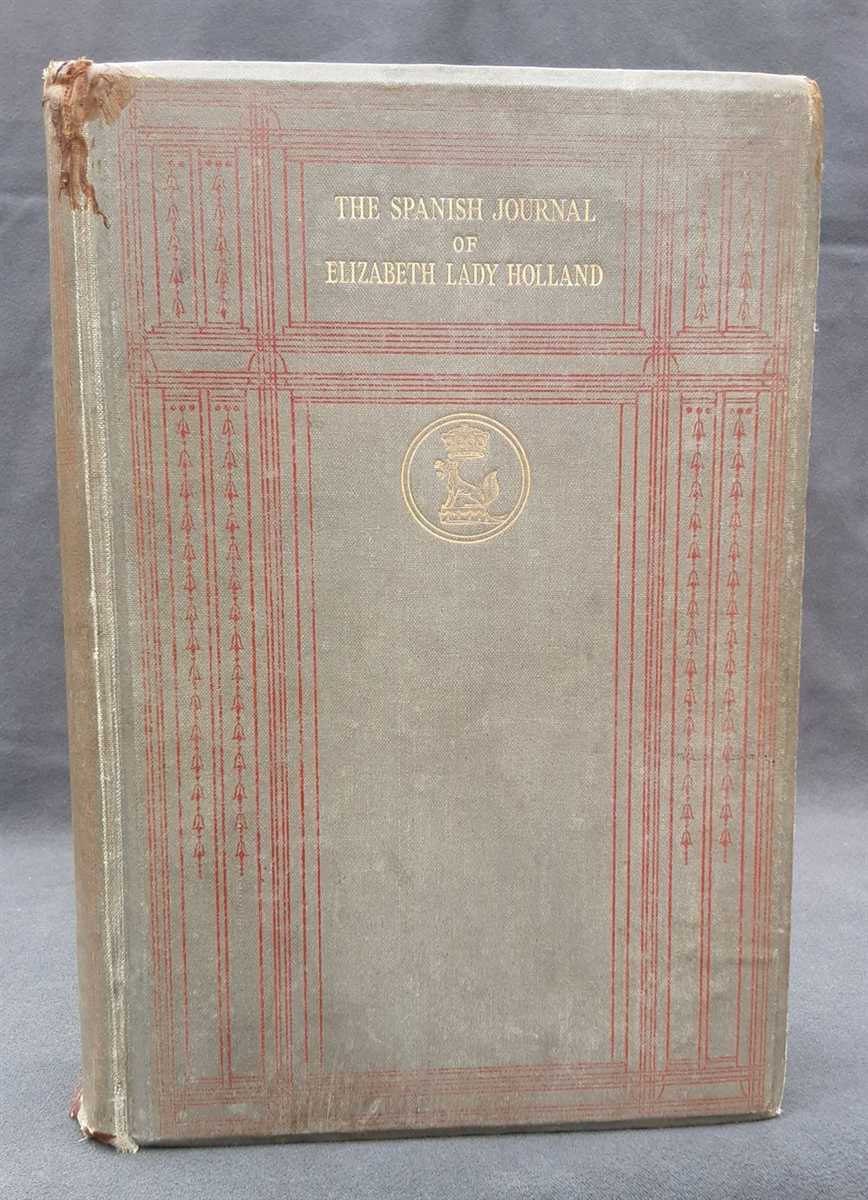 THE SPANISH JOURNAL
OF
ELIZABETH LADY HOLLAND